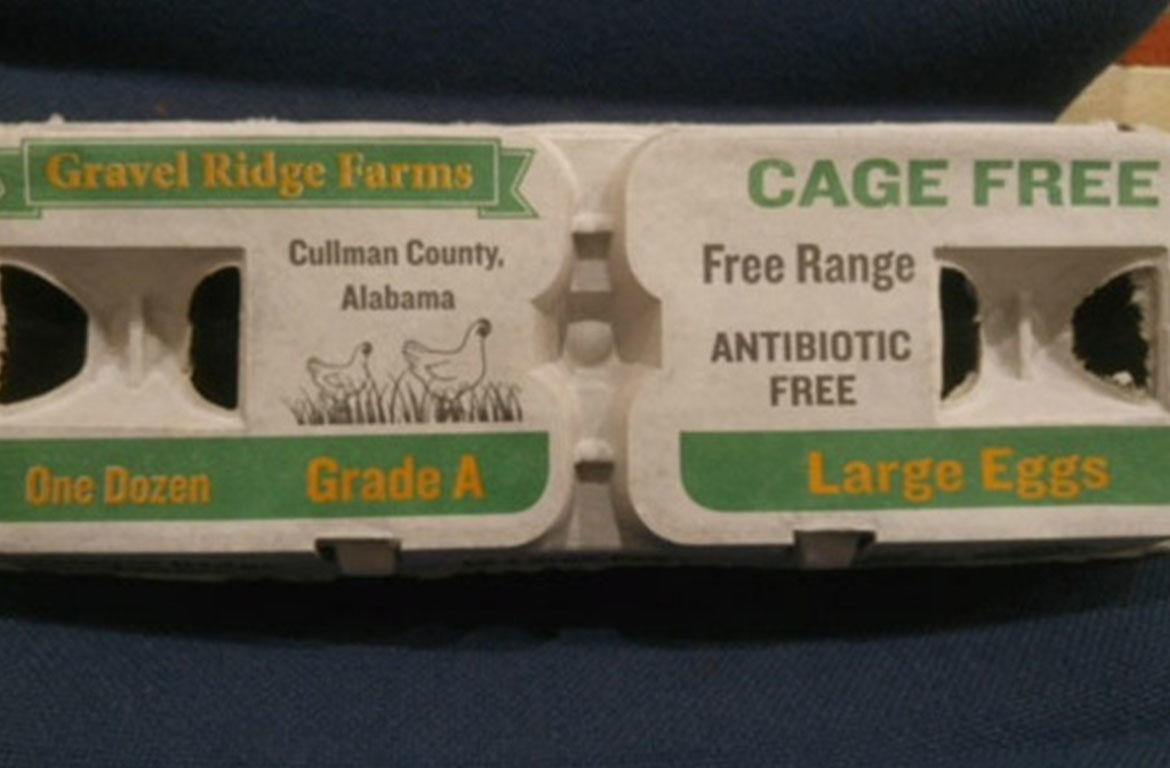 Gravel Ridge Farms
Cullman County,
Alabama
One Dozen
Grade A
CAGE FREE
Free Range
ANTIBIOTIC
FREE
Large Eggs